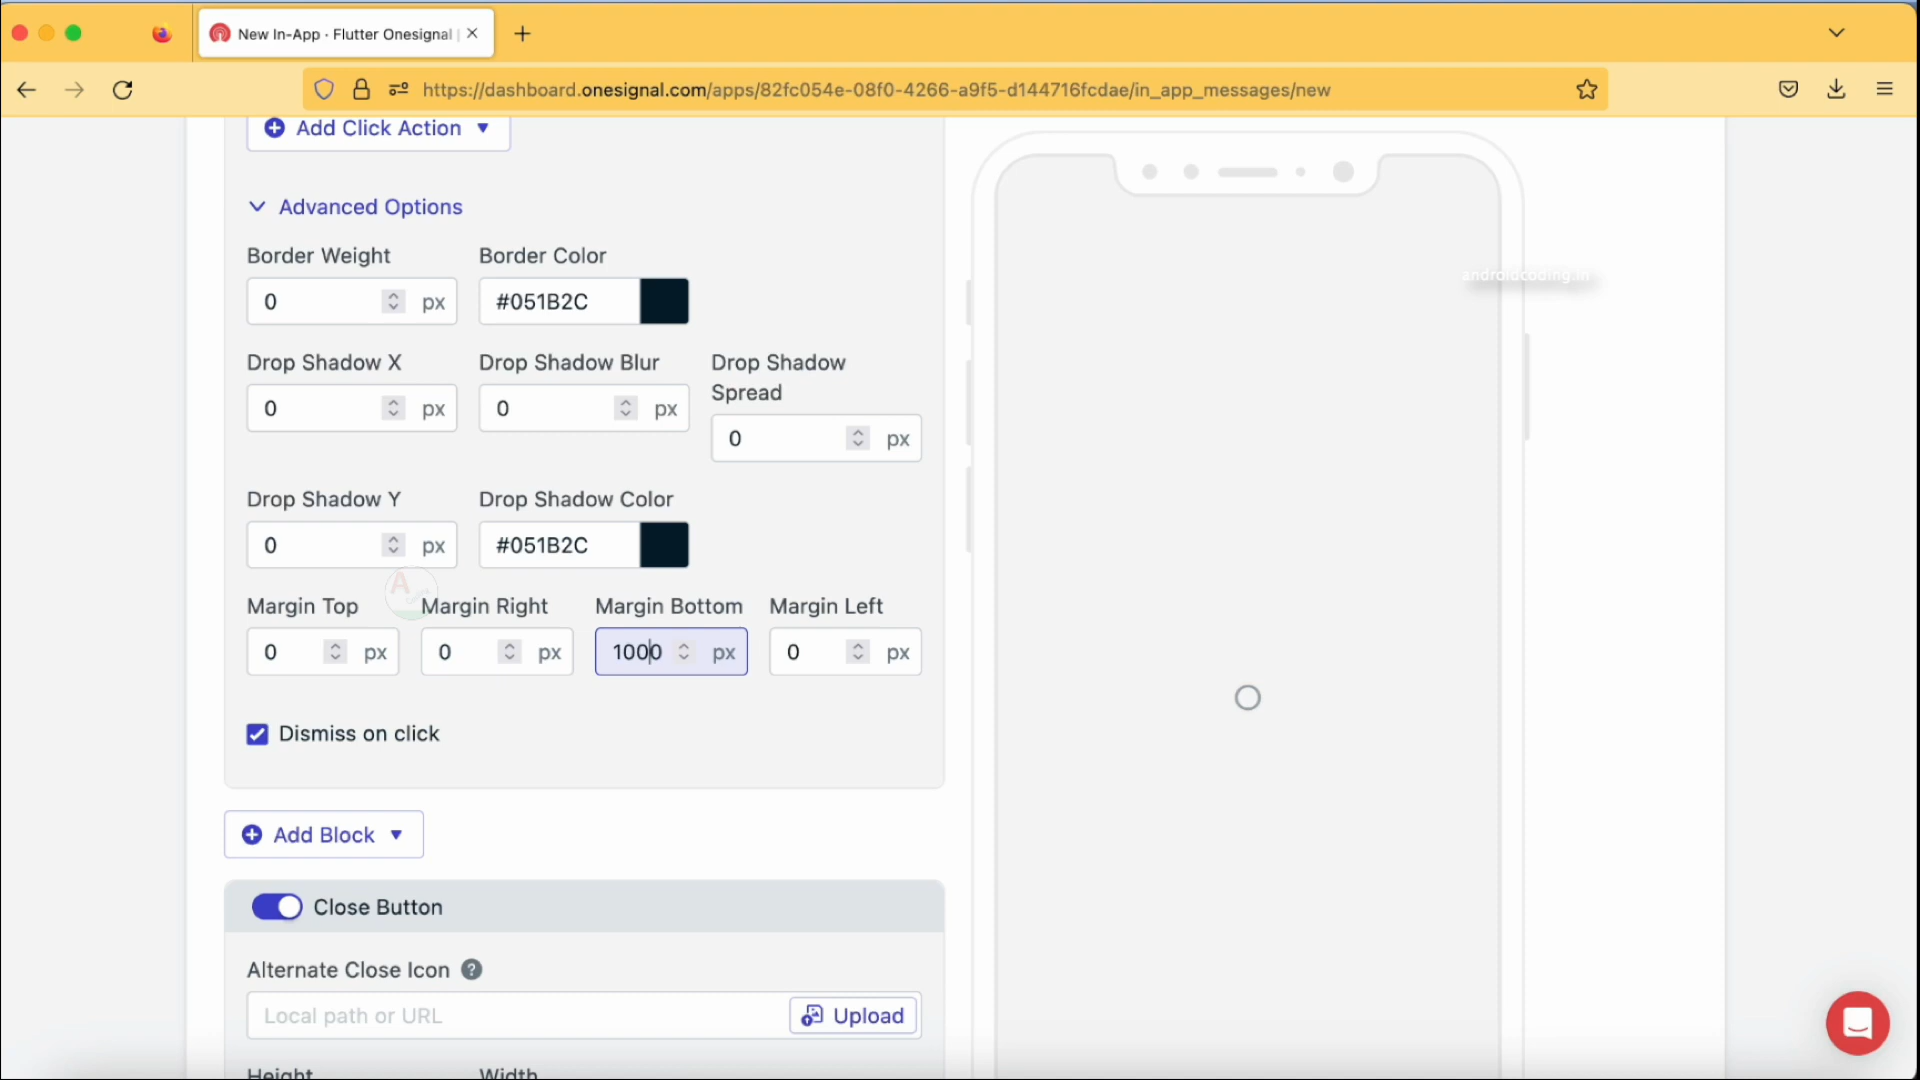 New In-App · Flutter Onesignal
https://dashboard.onesignal.com/apps/82fc054e-08f0-4266-a9f5-d144716fcdae/in_app_messages/new
Add Click Action
androidcoding.in
Advanced Options
Border Weight Border Color
0 px #051B2C
Drop Shadow X Drop Shadow Blur Drop Shadow Spread
0 px 0 px 0 px
Drop Shadow Y Drop Shadow Color
0 px #051B2C
Margin Top Margin Right Margin Bottom Margin Left
0 px 0 px 1000 px 0 px
Dismiss on click
Add Block
Close Button
Alternate Close Icon ?
Local path or URL Upload
Height Width